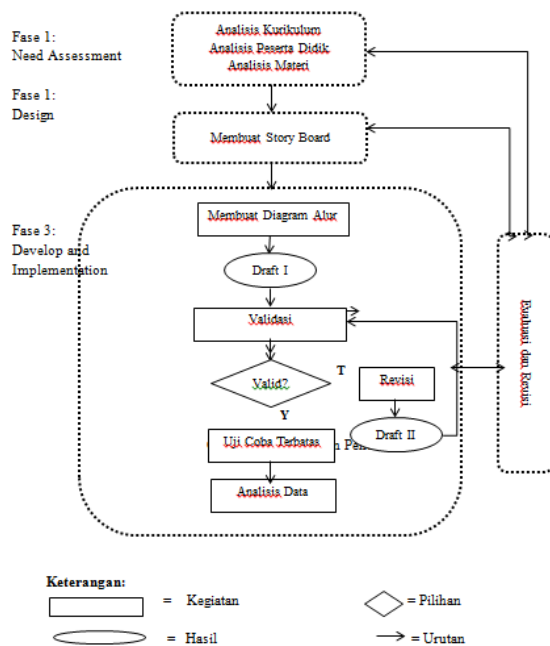 Fase 1:
Need Assessment
Analisis Kurikulum
Analisis Peserta Didik
Analisis Materi
Fase 1:
Design
Membuat Story Board
Fase 3:
Develop and
Implementation
Membuat Diagram Alur
Draft I
Validasi
Valid?
T
Y
Revisi
Draft II
Uji Coba Terbatas
Analisis Data
Evaluasi dan Revisi
Keterangan:
= Kegiatan
= Pilihan
= Hasil
= Urutan